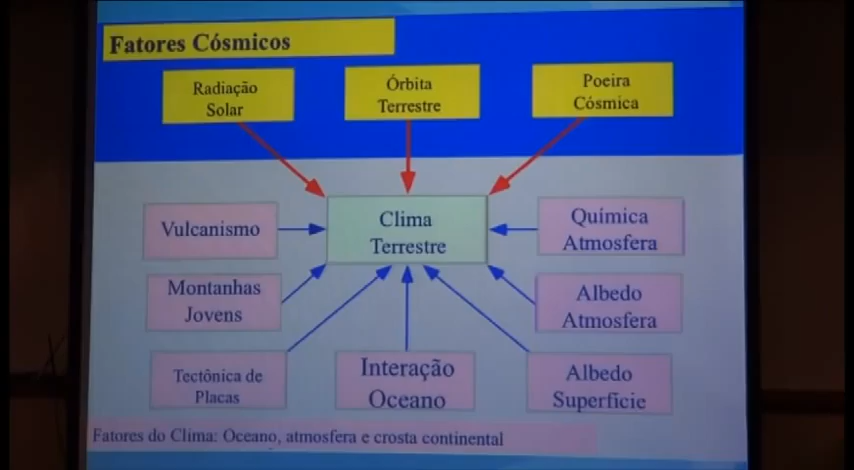 Fatores Cósmicos
Radiação
Solar
Órbita
Terrestre
Poeira
Cósmica
Clima
Terrestre
Vulcanismo
Química
Atmosfera
Montanhas
Jovens
Albedo
Atmosfera
Tectônica de
Placas
Interação
Oceano
Albedo
Superfície
Fatores do Clima: Oceano, atmosfera e crosta continental